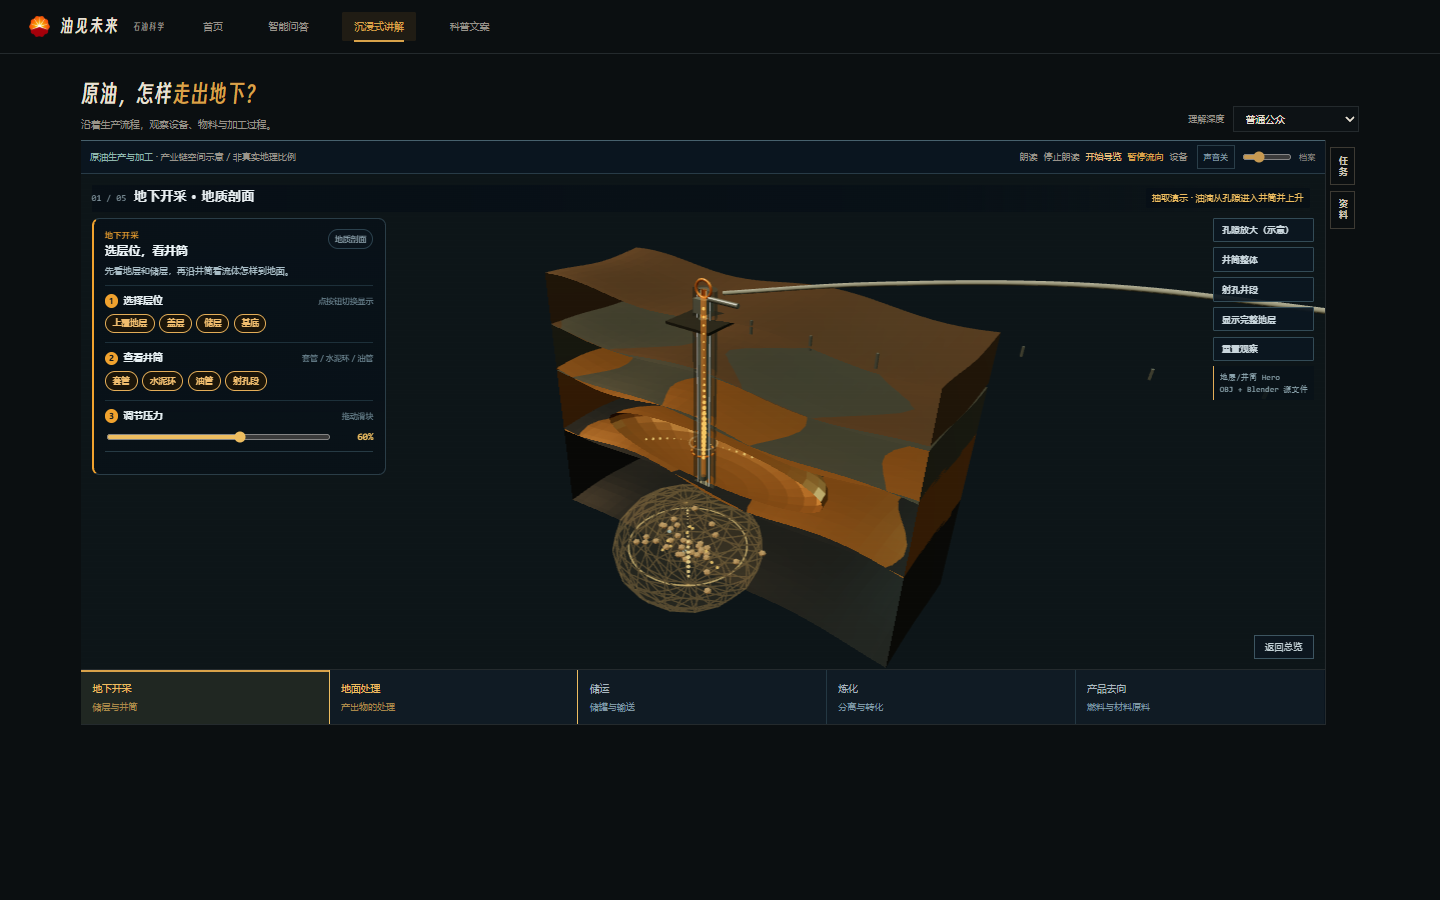 油见未来 石油科学 首页 智能问答 沉浸式讲解 科普文案
原油，怎样走出地下？
沿着生产流程，观察设备、物料与加工过程。
理解深度 普通公众
原油生产与加工 · 产业链空间示意 / 非真实地理比例
朗读 停止朗读 开始导览 暂停流向 设备 声音关 档案
任务
资料
01 / 05 地下开采 • 地质剖面
抽取演示 · 油滴从孔隙进入井筒并上升
地下开采
选层位，看井筒
地质剖面
先看地层和储层，再沿井筒看流体怎样到地面。
1 选择层位 点按钮切换显示
上覆地层 盖层 储层 基底
2 查看井筒 套管 / 水泥环 / 油管
套管 水泥环 油管 射孔段
3 调节压力 拖动滑块
60%
孔隙放大（示意）
井筒整体
射孔井段
显示完整地层
重置观察
地层/井筒 Hero
OBJ + Blender 源文件
返回总览
地下开采
储层与井筒
地面处理
产出物的处理
储运
储罐与输送
炼化
分离与转化
产品去向
燃料与材料原料